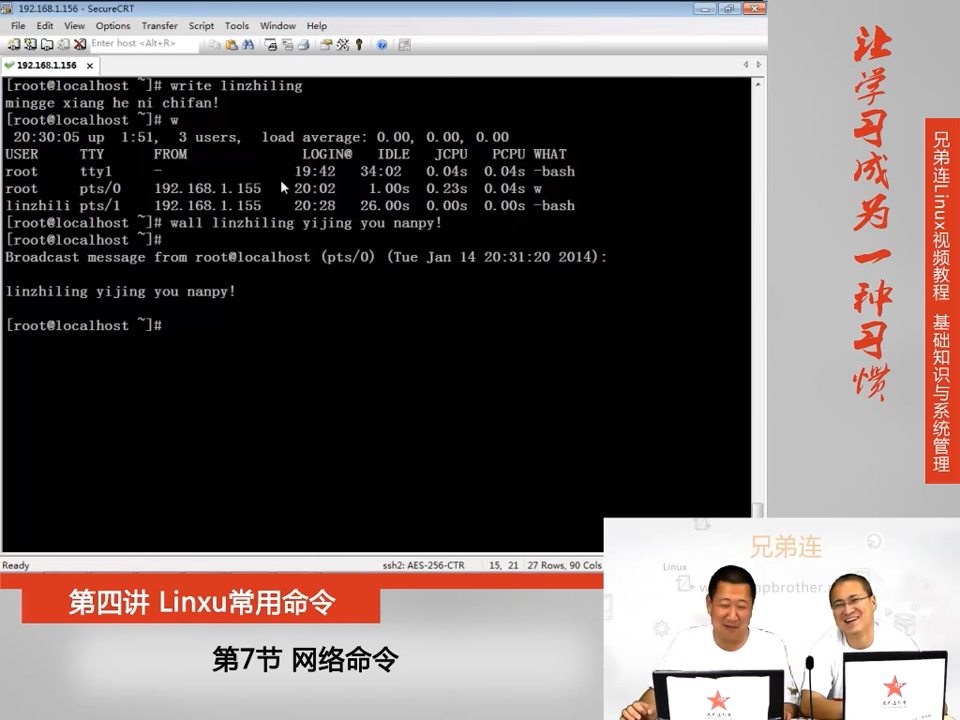 192.168.1.156 - SecureCRT
File Edit View Options Transfer Script Tools Window Help
Enter host <Alt+R>
192.168.1.156
[root@localhost ~]# write linzhiling
mingge xiang he ni chifan!
[root@localhost ~]# w
 20:30:05 up  1:51,  3 users,  load average: 0.00, 0.00, 0.00
USER     TTY      FROM              LOGIN@   IDLE   JCPU   PCPU WHAT
root     tty1     -                19:42   34:02   0.04s  0.04s -bash
root     pts/0    192.168.1.155    20:02    1.00s  0.23s  0.04s w
linzhili pts/1    192.168.1.155    20:28   26.00s  0.00s  0.00s -bash
[root@localhost ~]# wall linzhiling yijing you nanpy!
[root@localhost ~]#
Broadcast message from root@localhost (pts/0) (Tue Jan 14 20:31:20 2014):
linzhiling yijing you nanpy!
[root@localhost ~]#
Ready ssh2: AES-256-CTR 15, 21 27 Rows, 90 Cols
让学习成为一种习惯
兄弟连Linux视频教程 基础知识与系统管理
兄弟连
Linux
第四讲 Linxu常用命令
第7节 网络命令